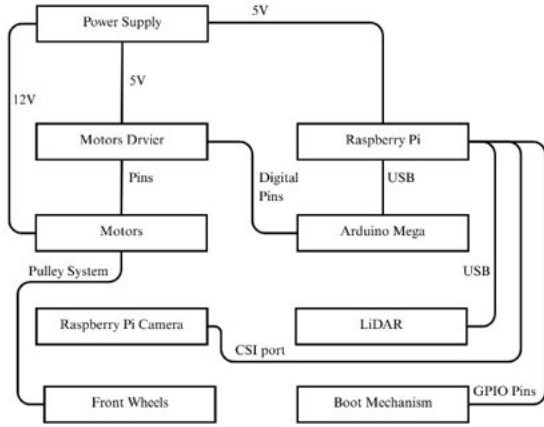 Power Supply
5V
5V
12V
Motors Drvier
Raspberry Pi
Pins
Digital
Pins
USB
Motors
Arduino Mega
Pulley System
USB
Raspberry Pi Camera
LiDAR
CSI port
GPIO Pins
Front Wheels
Boot Mechanism